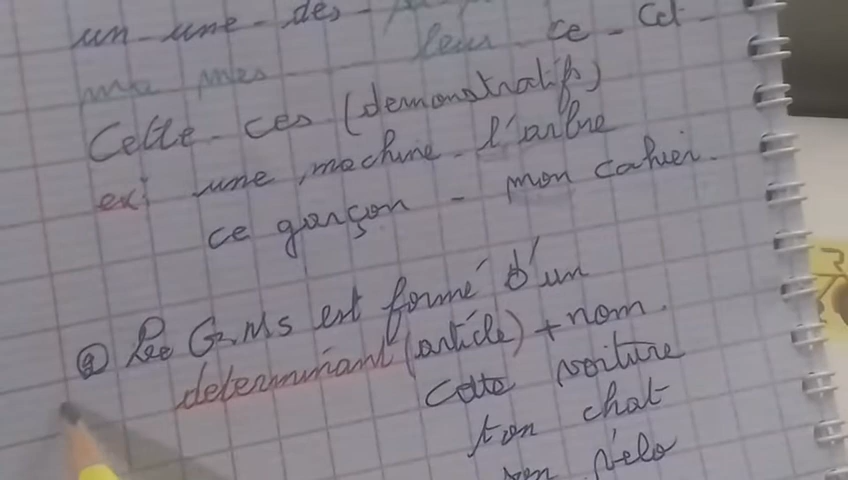 un - une - des -
ma mes leur ce - cet -
Cette - ces (demonstratifs)
ex: une machine - l'arbre
ce garçon - mon cahier.
@ Le G.N.S est formé d'un
determinant (article) + nom.
Cette voiture
ton chat
son vélo